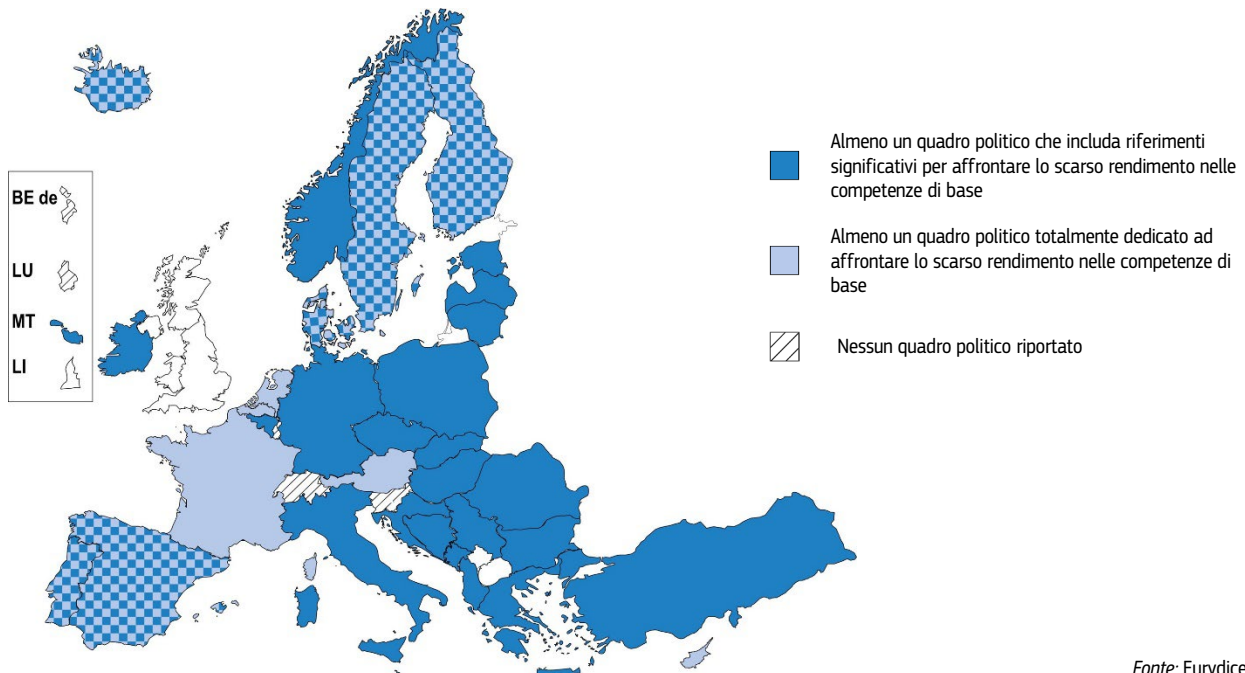 BE de
LU
MT
LI
Almeno un quadro politico che includa riferimenti
significativi per affrontare lo scarso rendimento nelle
competenze di base
Almeno un quadro politico totalmente dedicato ad
affrontare lo scarso rendimento nelle competenze di
base
Nessun quadro politico riportato
Fonte: Eurydice